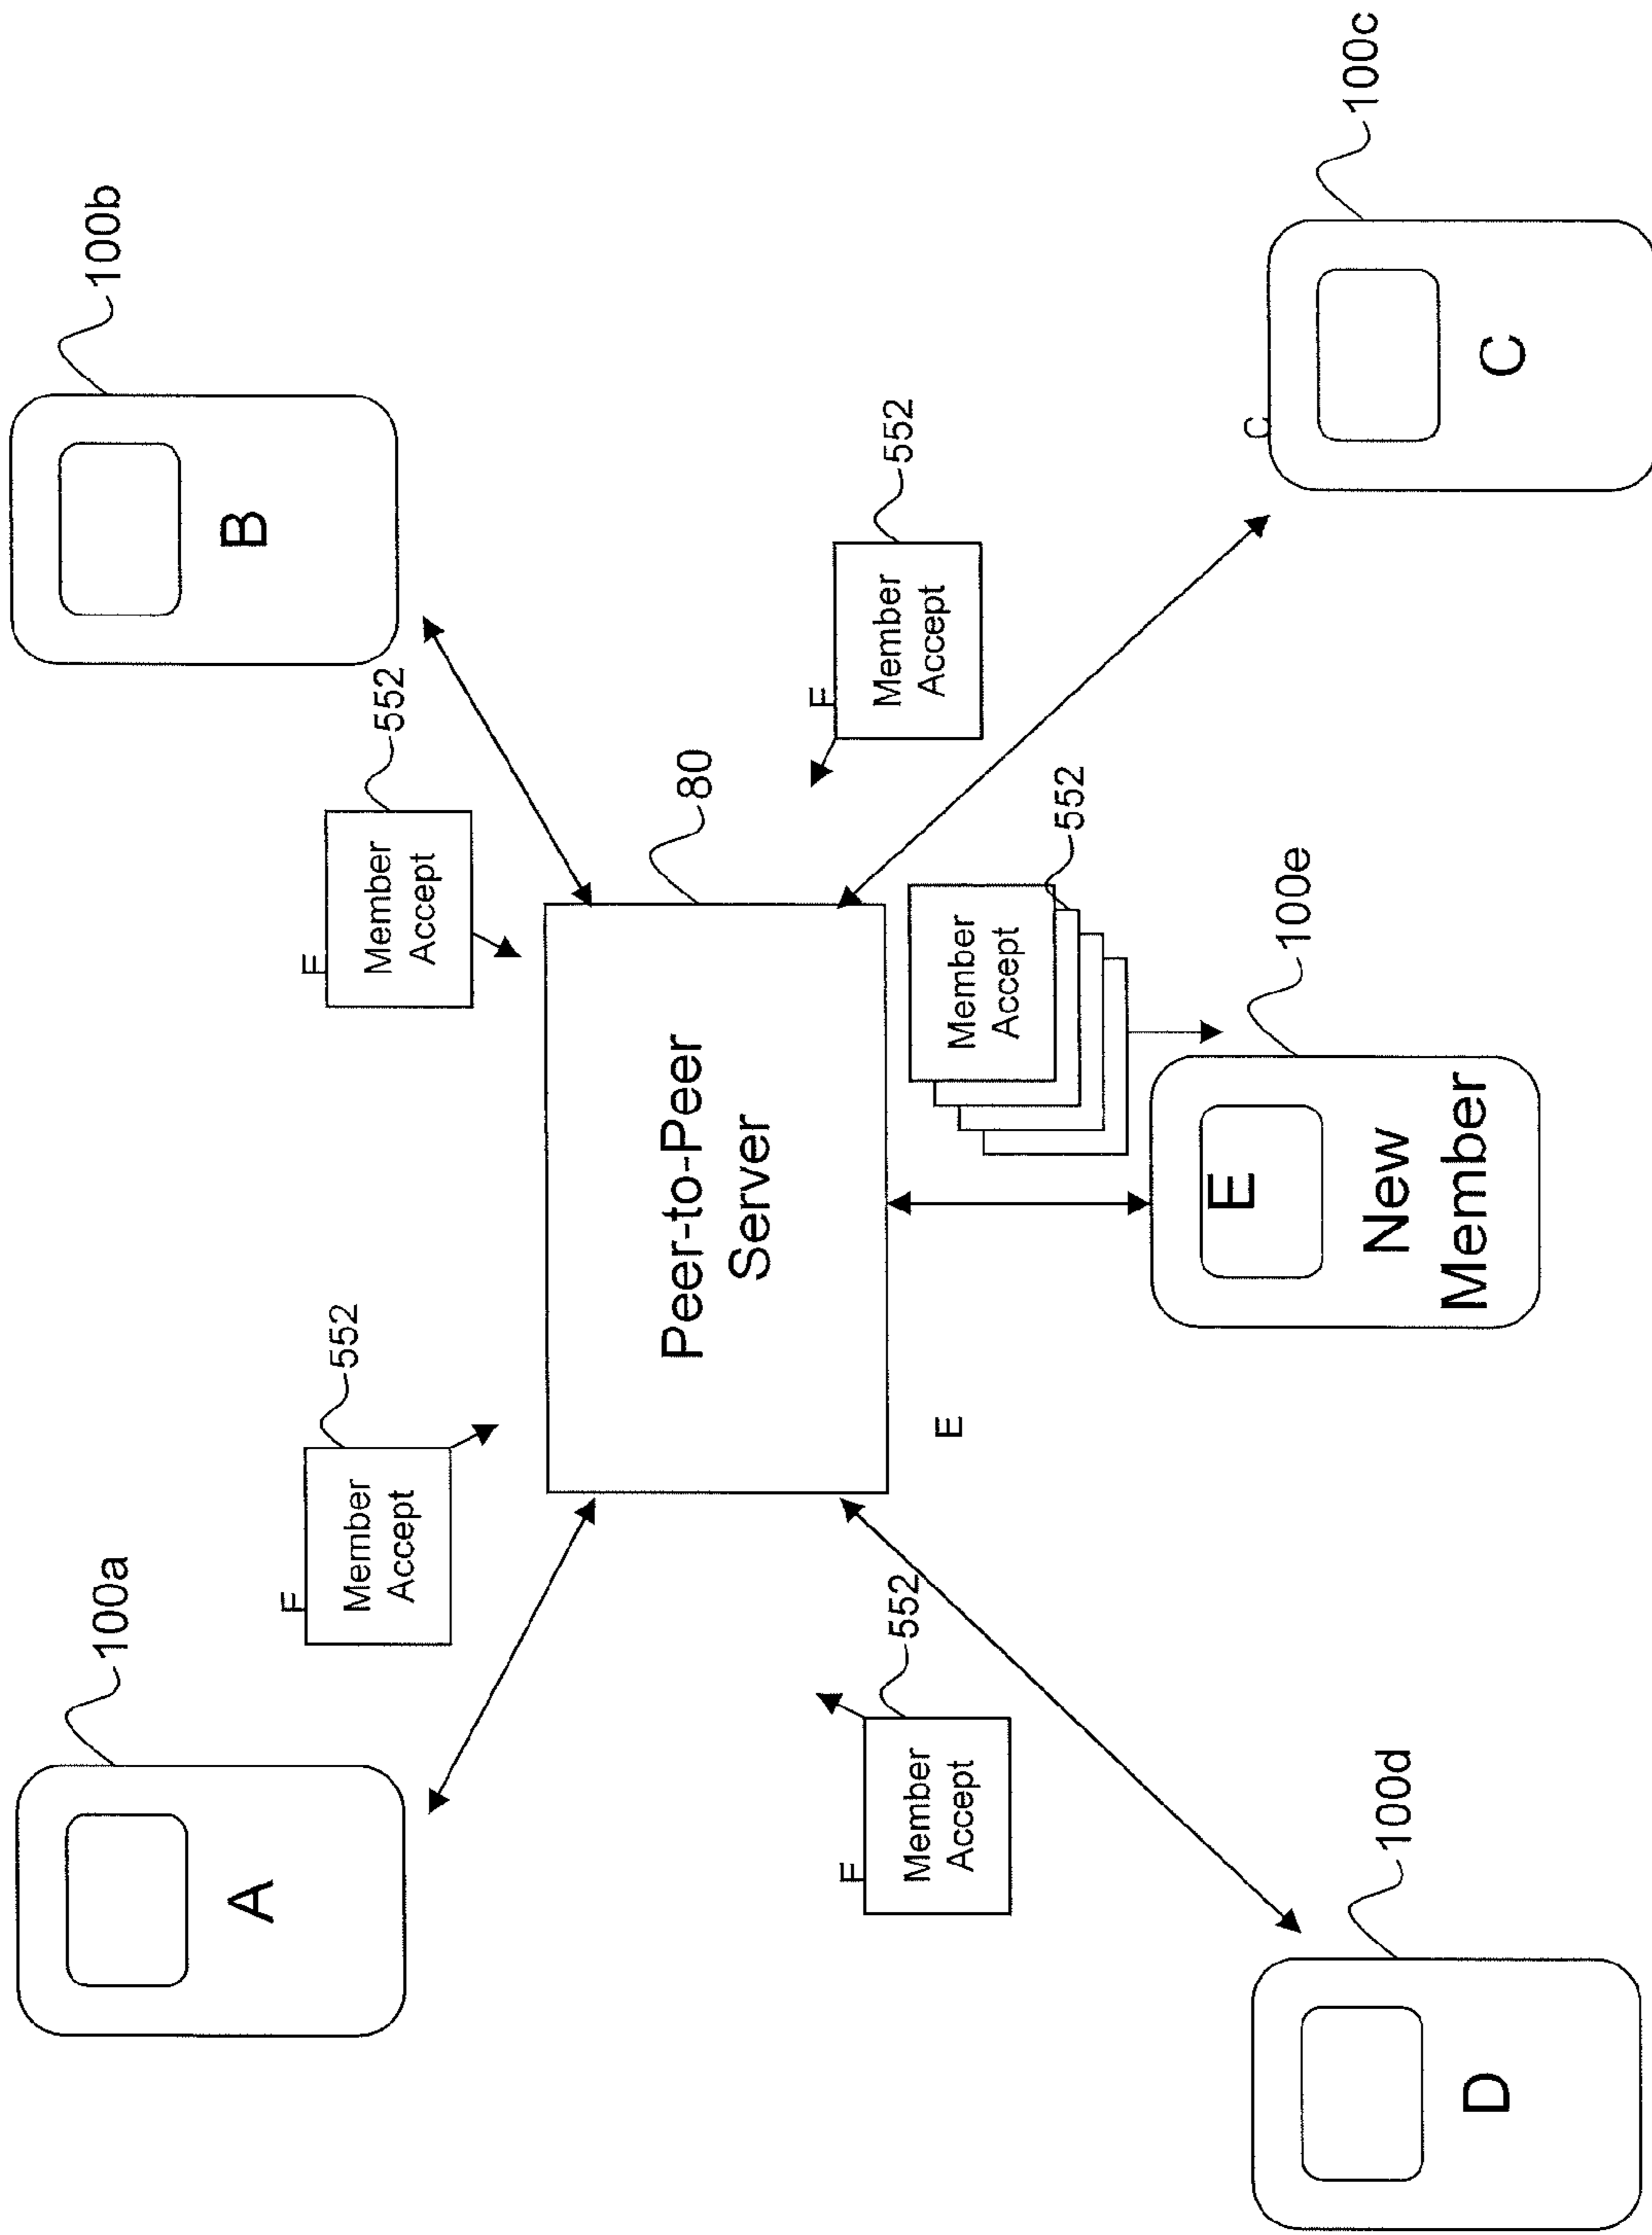 100a
100b
A
B
552
552
Member
Accept
Member
Accept
80
Peer-to-Peer
Server
552
552
Member
Accept
Member
Accept
E
Member
Accept
552
100e
E
New
Member
C
100c
100d
D
C